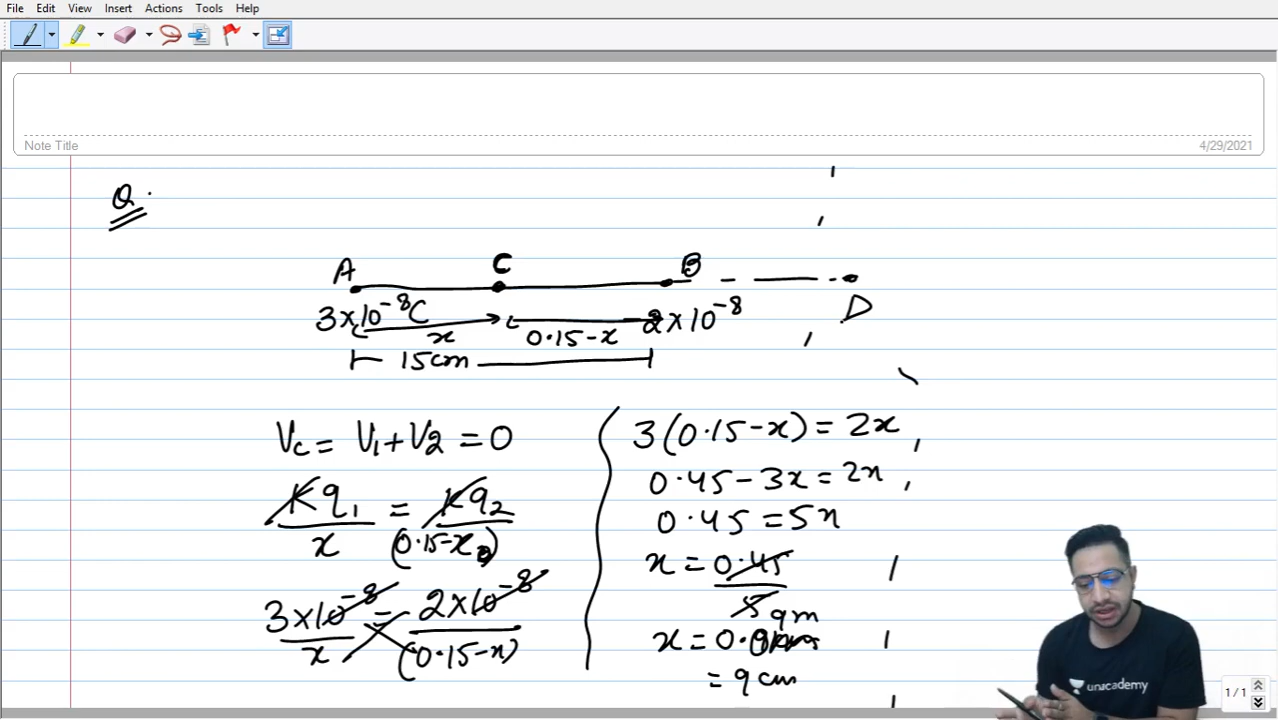 File Edit View Insert Actions Tools Help
Note Title
4/29/2021
Q.
A C B
D
3×10⁻⁸C
2×10⁻⁸
x
0.15-x
15cm
Vc = V₁+V₂ = 0
Kq₁/x = Kq₂/(0.15-x)
3×10⁻⁸/x = 2×10⁻⁸/(0.15-x)
3(0.15-x) = 2x
0.45-3x = 2x
0.45 = 5x
x = 0.45/5
x = 0.09m
= 9cm
unacademy
1/1